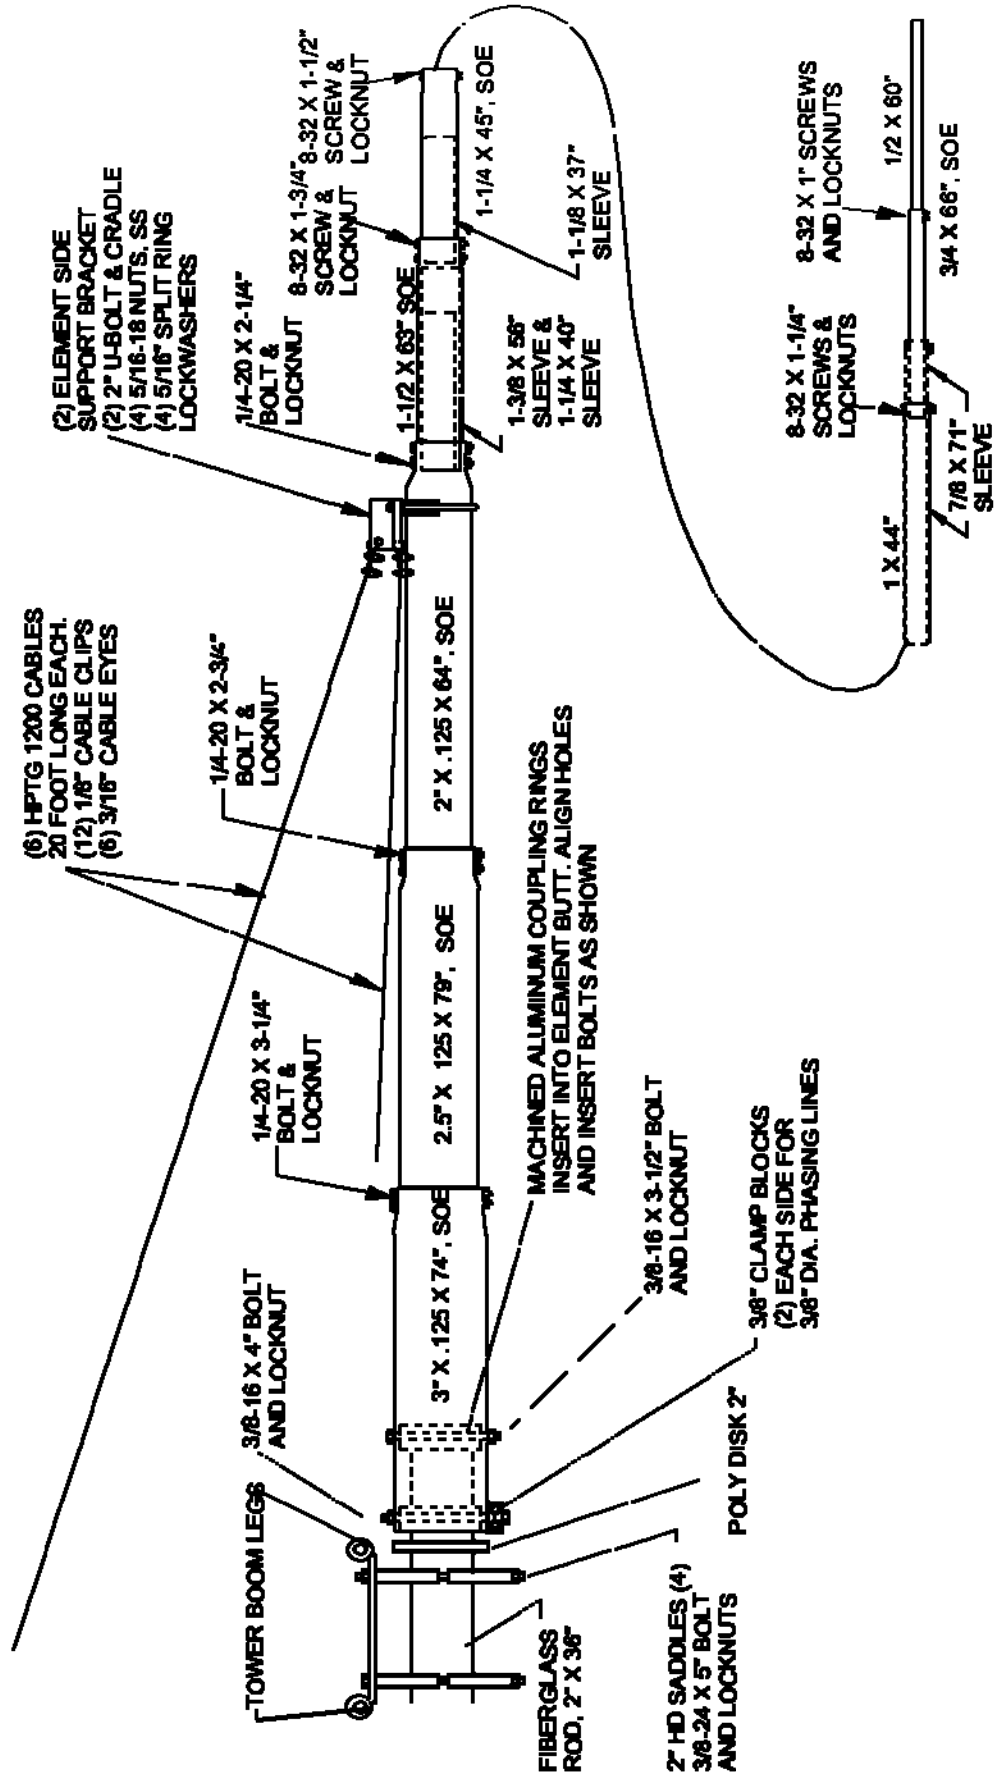 (6) HPTG 1200 CABLES
20 FOOT LONG EACH.
(12) 1/8" CABLE CLIPS
(6) 3/16" CABLE EYES
(2) ELEMENT SIDE
SUPPORT BRACKET
(2) 2" U-BOLT & CRADLE
(4) 5/16-18 NUTS, SS
(4) 5/16" SPLIT RING
LOCKWASHERS
TOWER BOOM LEGS
3/8-16 X 4" BOLT
AND LOCKNUT
1/4-20 X 3-1/4"
BOLT &
LOCKNUT
1/4-20 X 2-3/4"
BOLT &
LOCKNUT
1/4-20 X 2-1/4"
BOLT &
LOCKNUT
8-32 X 1-3/4"
SCREW &
LOCKNUT
8-32 X 1-1/2"
SCREW &
LOCKNUT
3" X .125 X 74", SOE
2.5" X .125 X 79", SOE
2" X .125 X 64", SOE
1-1/2 X 63" SOE
1-1/4 X 45", SOE
1-3/8 X 56"
SLEEVE &
1-1/4 X 40"
SLEEVE
1-1/8 X 37"
SLEEVE
FIBERGLASS
ROD, 2" X 36"
2" HD SADDLES (4)
3/8-24 X 5" BOLT
AND LOCKNUTS
POLY DISK 2"
3/8" CLAMP BLOCKS
(2) EACH SIDE FOR
3/8" DIA. PHASING LINES
3/8-16 X 3-1/2" BOLT
AND LOCKNUT
MACHINED ALUMINUM COUPLING RINGS
INSERT INTO ELEMENT BUTT. ALIGN HOLES
AND INSERT BOLTS AS SHOWN
8-32 X 1-1/4"
SCREWS &
LOCKNUTS
8-32 X 1" SCREWS
AND LOCKNUTS
1 X 44"
1/2 X 60"
7/8 X 71"
SLEEVE
3/4 X 66", SOE